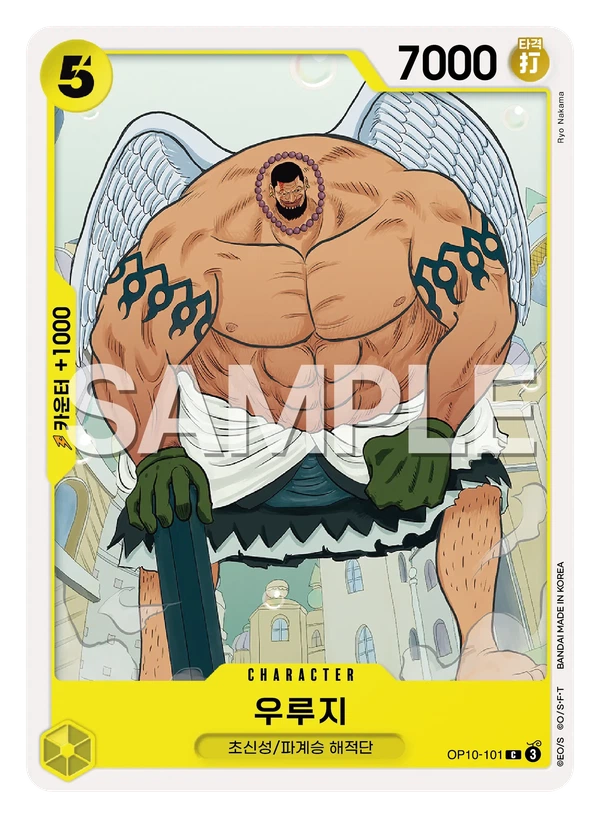 5
7000
타격
打
Ryo Nakama
카운터 +1000
SAMPLE
CHARACTER
우루지
초신성/파계승 해적단
OP10-101 C 3
©EO/S ©O/S·F·T BANDAI MADE IN KOREA